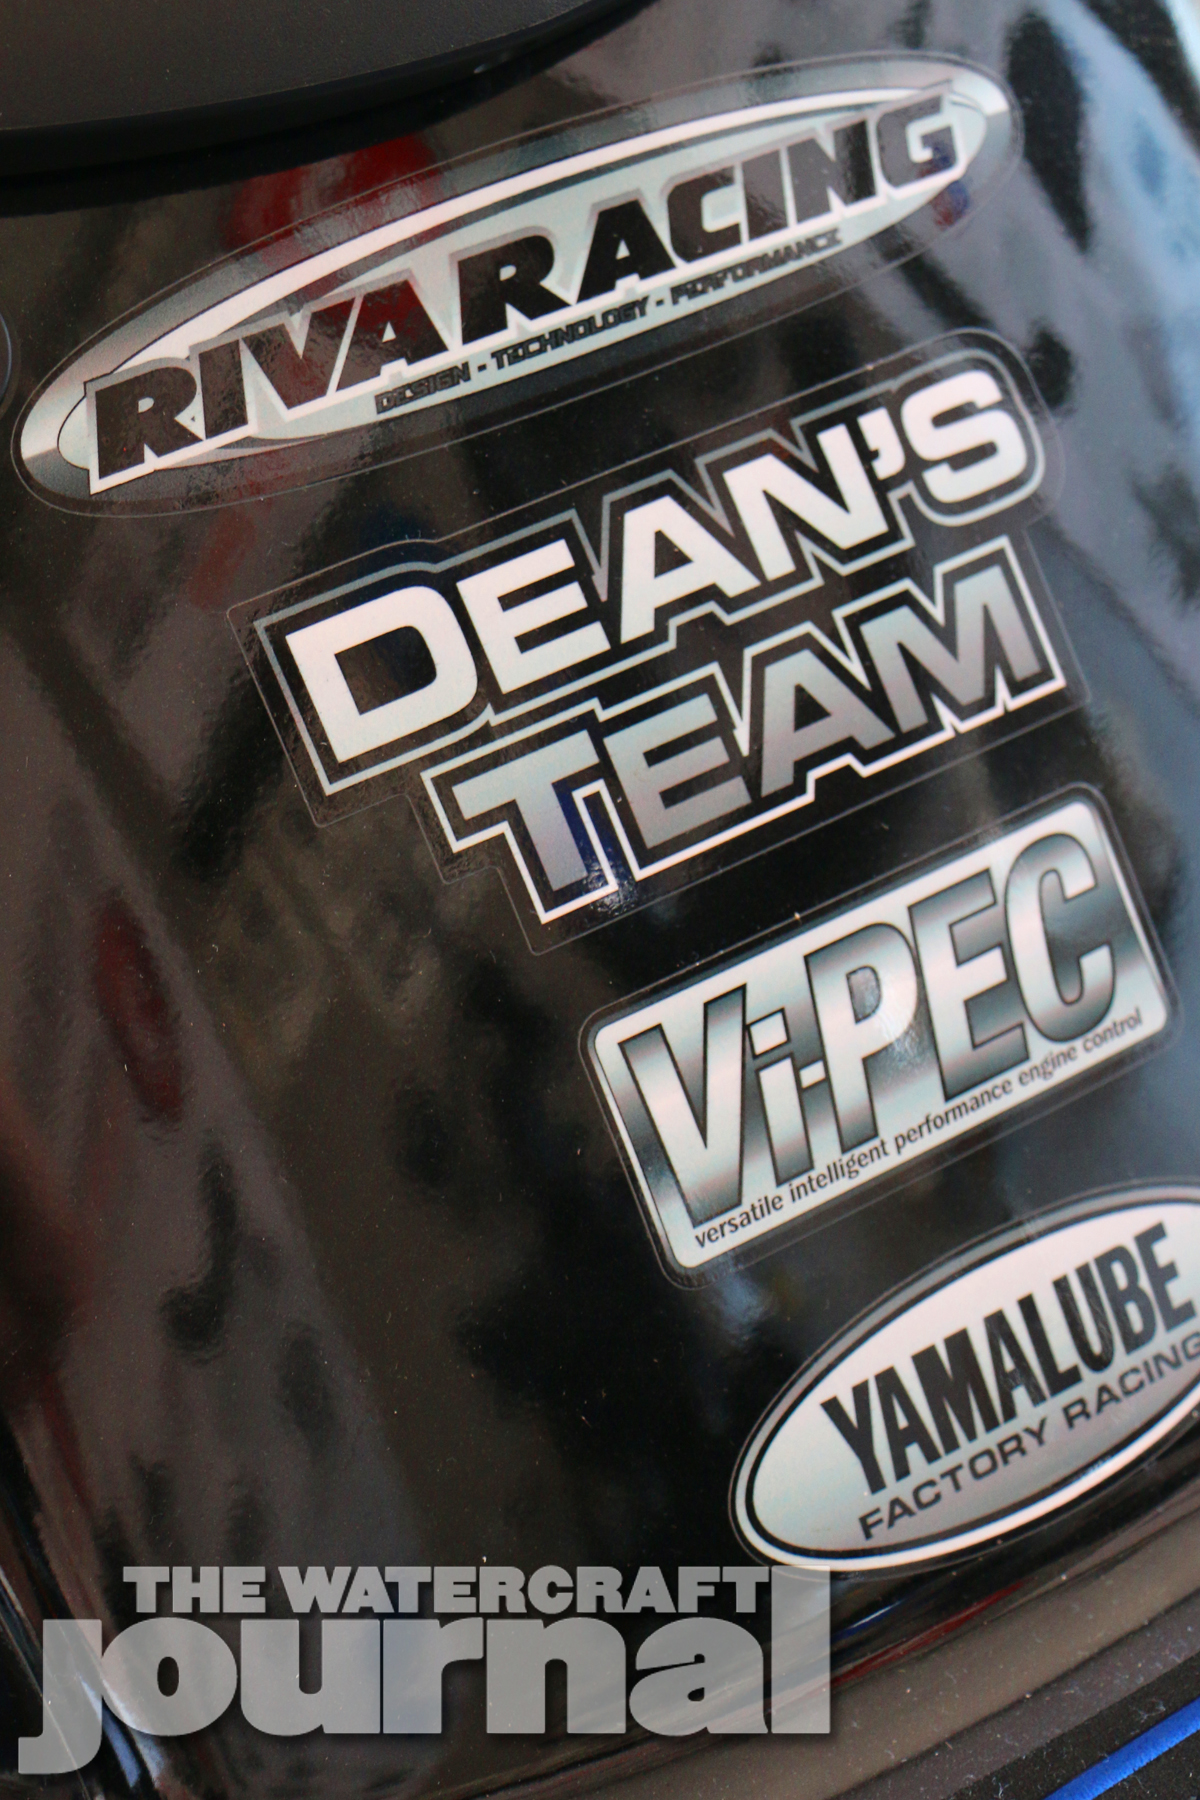 RIVA RACING
DESIGN - TECHNOLOGY - PERFORMANCE
DEAN'S
TEAM
Vi-PEC
versatile intelligent performance engine control
YAMALUBE
FACTORY RACING
THE WATERCRAFT
journal